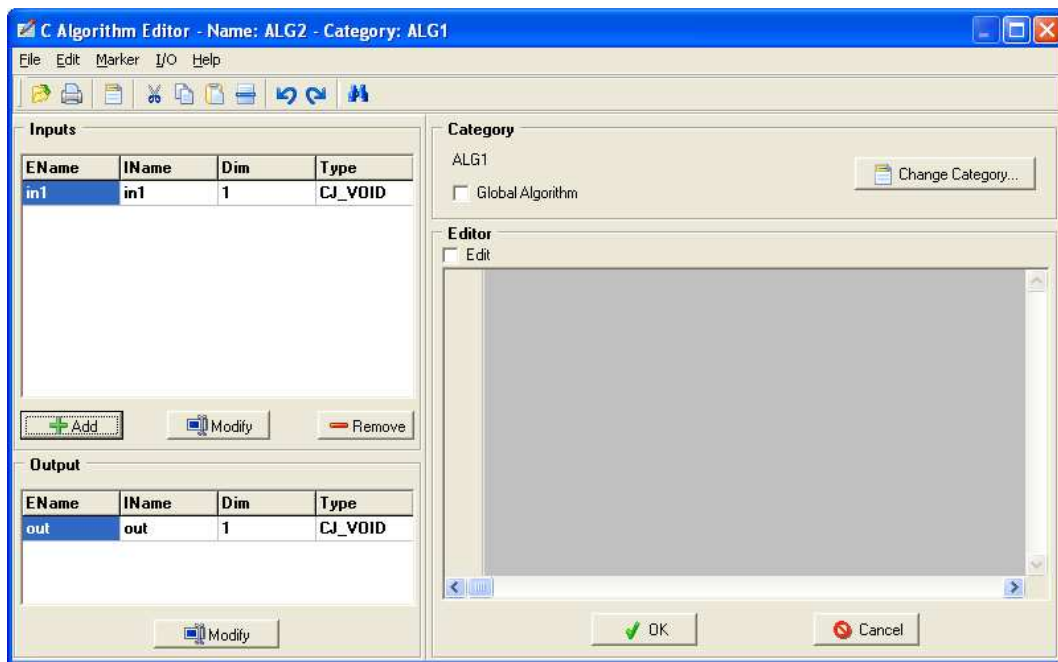 C Algorithm Editor - Name: ALG2 - Category: ALG1
File Edit Marker I/O Help
Inputs
EName IName Dim Type
in1 in1 1 CJ_VOID
Add Modify Remove
Output
EName IName Dim Type
out out 1 CJ_VOID
Modify
Category
ALG1
Change Category...
Global Algorithm
Editor
Edit
OK Cancel